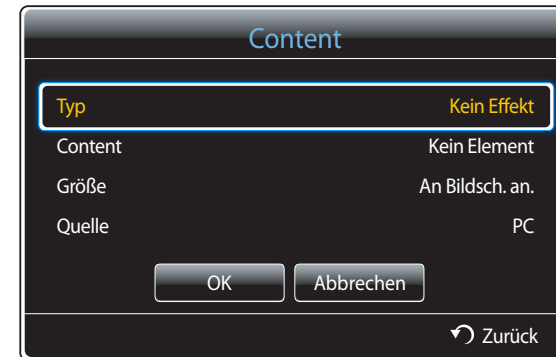 Content
Typ Kein Effekt
Content Kein Element
Größe An Bildsch. an.
Quelle PC
OK Abbrechen
Zurück